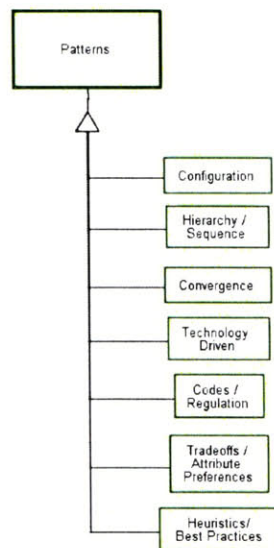 Patterns
Configuration
Hierarchy /
Sequence
Convergence
Technology
Driven
Codes /
Regulation
Tradeoffs /
Attribute
Preferences
Heuristics/
Best Practices